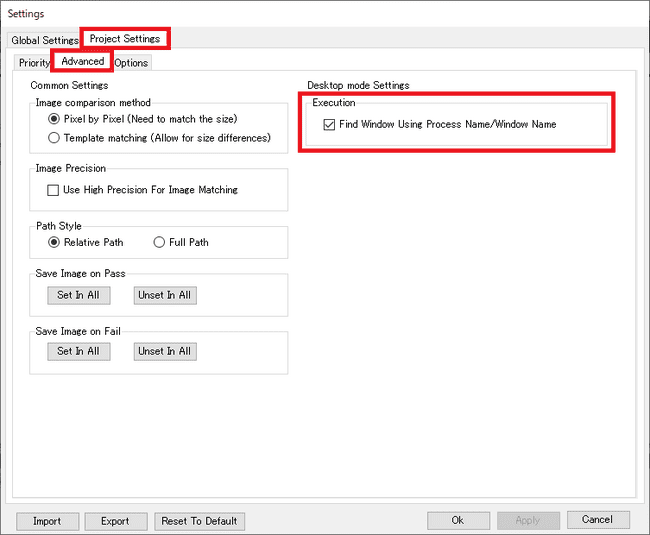 Settings
Global Settings Project Settings
Priority Advanced Options
Common Settings
Image comparison method
Pixel by Pixel (Need to match the size)
Template matching (Allow for size differences)
Image Precision
Use High Precision For Image Matching
Path Style
Relative Path Full Path
Save Image on Pass
Set In All Unset In All
Save Image on Fail
Set In All Unset In All
Desktop mode Settings
Execution
Find Window Using Process Name/Window Name
Import Export Reset To Default Ok Apply Cancel